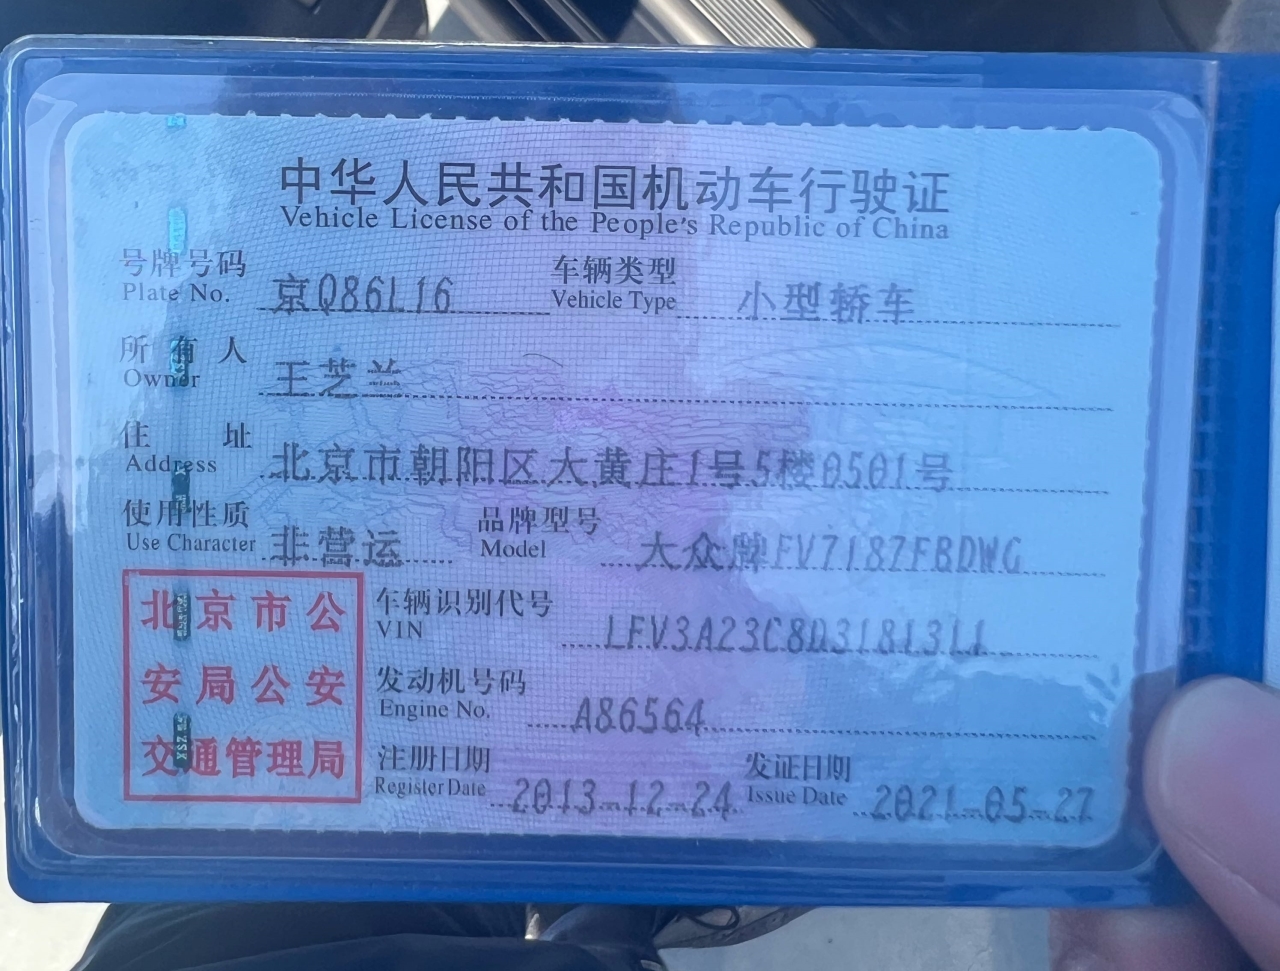 中华人民共和国机动车行驶证
Vehicle License of the People's Republic of China
号牌号码 京Q86L16 车辆类型 小型轿车
Plate No. Vehicle Type
所有人 王芝兰
Owner
住址 北京市朝阳区大黄庄1号5楼0501号
Address
使用性质 非营运 品牌型号 大众牌FV7187FBDWG
Use Character Model
北京市公
安局公安
交通管理局
车辆识别代号 LFV3A23C8D3181311
VIN
发动机号码 A86564
Engine No.
注册日期 2013-12-24 发证日期 2021-05-27
Register Date Issue Date